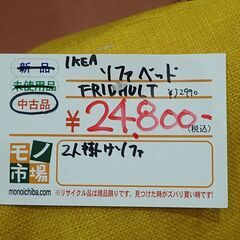 新品 IKEA
未使用品 ソファベッド
中古品 FRIDHULT ¥32990
¥24,800-
(税込)
モノ市場 2人掛けソファ
monoichiba.com
※リサイクル品は現品限りです。見つけた時がズバリ買い時です!